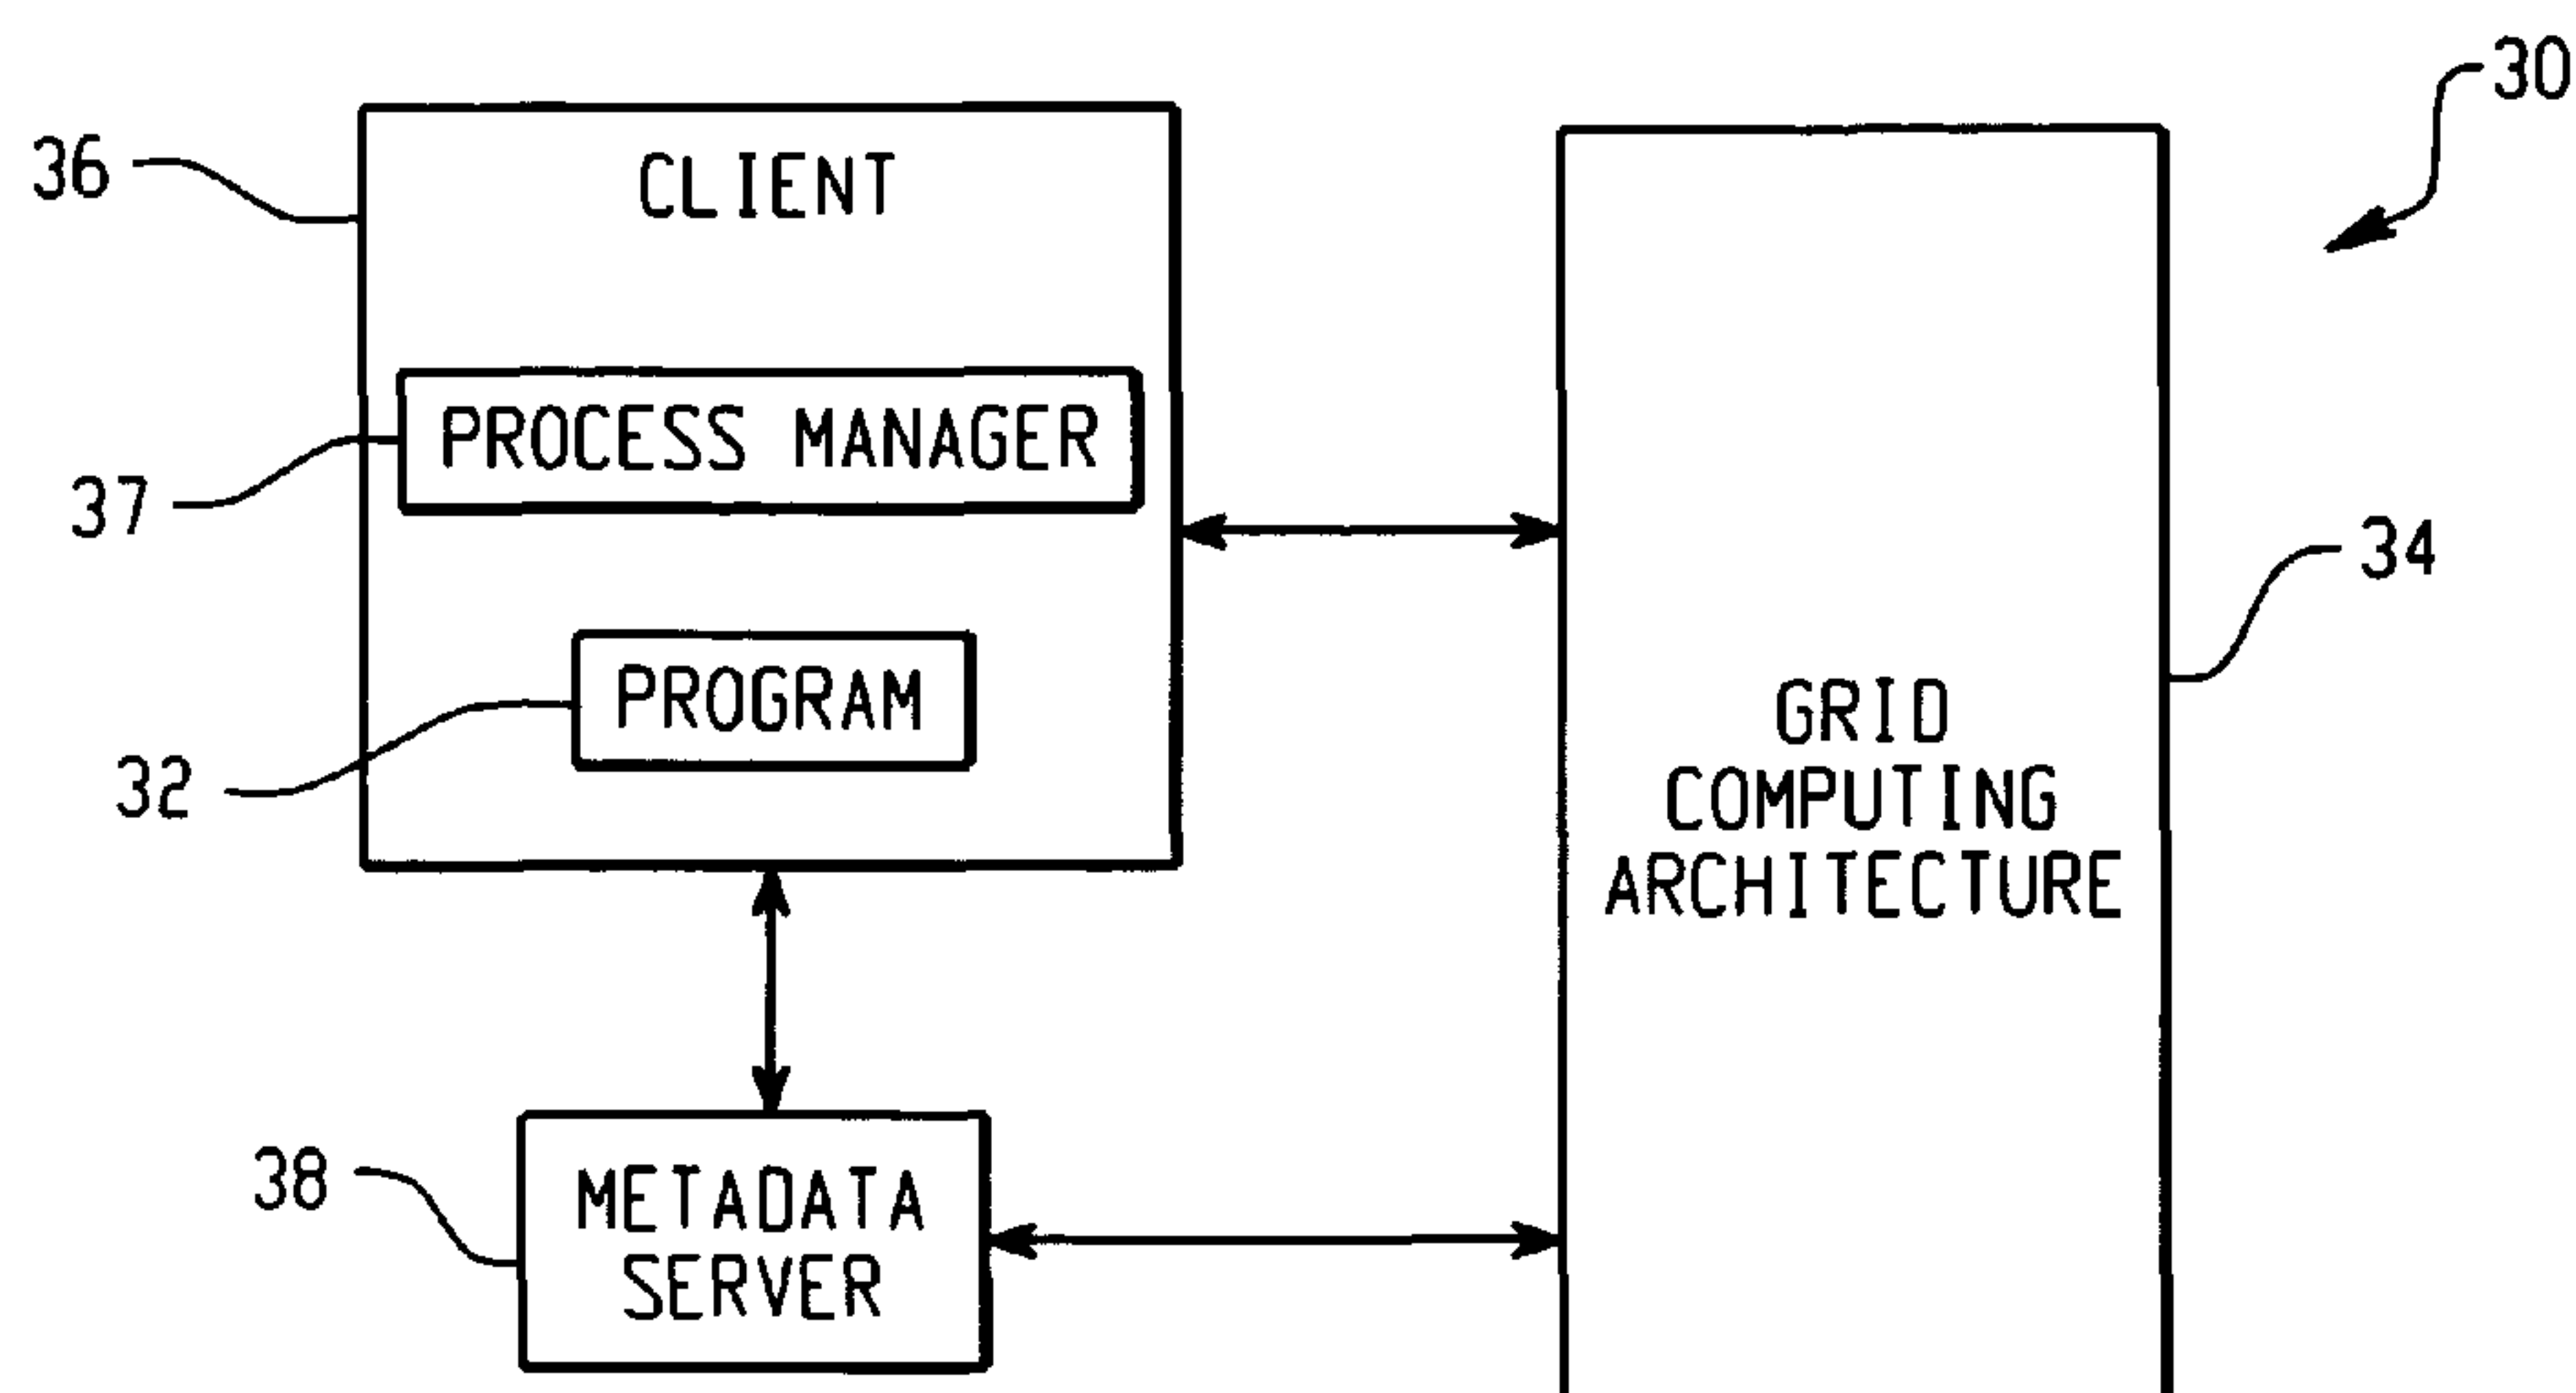 30
36
CLIENT
PROCESS MANAGER
37
34
PROGRAM
32
GRID
COMPUTING
ARCHITECTURE
38
METADATA
SERVER